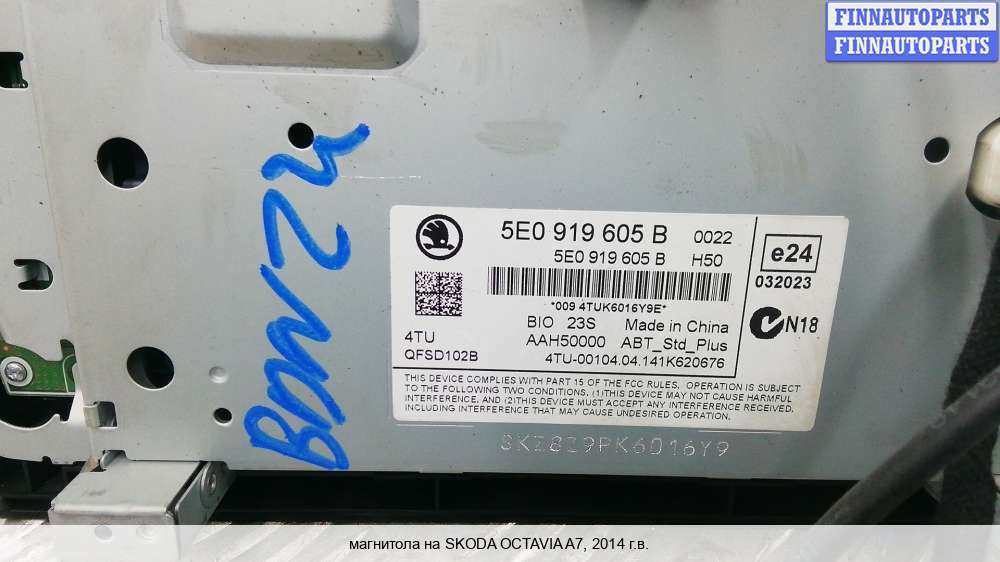 FINNAUTOPARTS
FINNAUTOPARTS
5E0 919 605 B 0022
5E0 919 605 B H50
*009 4TUK6016Y9E*
BIO 23S Made in China
4TU AAH50000 ABT_Std_Plus
QFSD102B 4TU-00104.04.141K620676
e24
032023
N18
THIS DEVICE COMPLIES WITH PART 15 OF THE FCC RULES. OPERATION IS SUBJECT
TO THE FOLLOWING TWO CONDITIONS. (1)THIS DEVICE MAY NOT CAUSE HARMFUL
INTERFERENCE, AND (2)THIS DEVICE MUST ACCEPT ANY INTERFERENCE RECEIVED.
INCLUDING INTERFERENCE THAT MAY CAUSE UNDESIRED OPERATION.
SKZ8Z9PK6016Y9
магнитола на SKODA OCTAVIA A7, 2014 г.в.